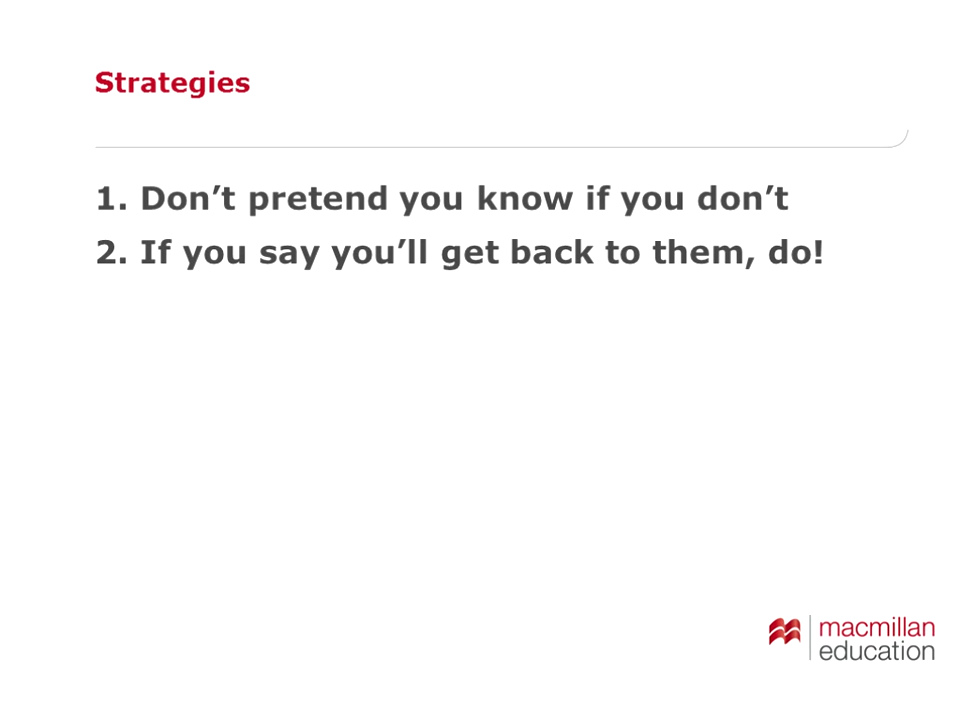 Strategies
1. Don’t pretend you know if you don’t
2. If you say you’ll get back to them, do!
macmillan
education